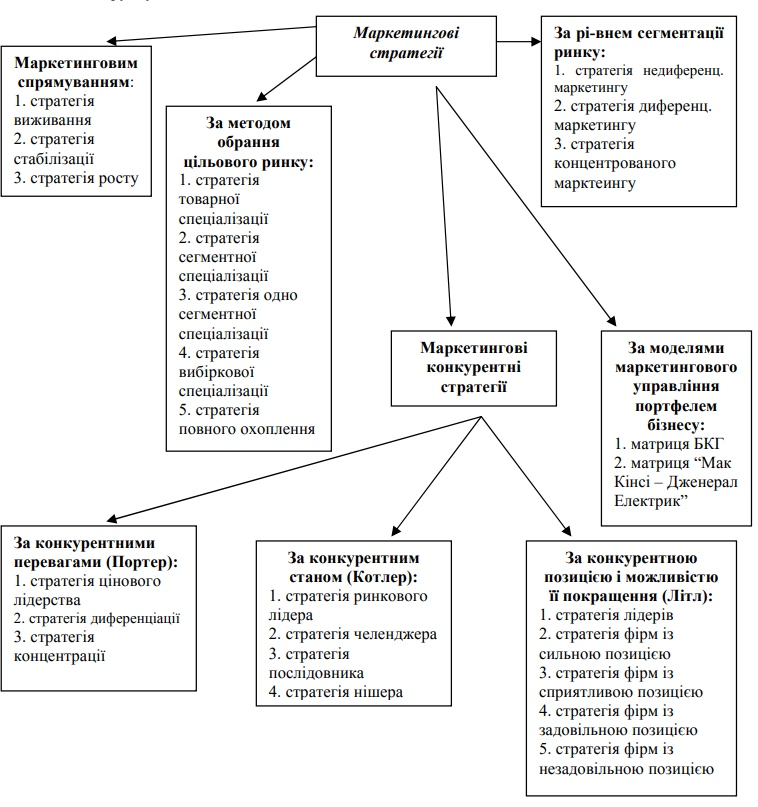 Маркетингові
стратегії
Маркетинговим
спрямуванням:
1. стратегія
виживання
2. стратегія
стабілізації
3. стратегія росту
За методом
обрання
цільового ринку:
1. стратегія
товарної
спеціалізації
2. стратегія
сегментної
спеціалізації
3. стратегія одно
сегментної
спеціалізації
4. стратегія
вибіркової
спеціалізації
5. стратегія
повного охоплення
За рі-внем сегментації
ринку:
1. стратегія недиференц.
маркетингу
2. стратегія диференц.
маркетингу
3. стратегія
концентрованого
марктеингу
Маркетингові
конкурентні
стратегії
За моделями
маркетингового
управління
портфелем
бізнесу:
1. матриця БКГ
2. матриця “Мак
Кінсі – Дженерал
Електрик”
За конкурентними
перевагами (Портер):
1. стратегія цінового
лідерства
2. стратегія диференціації
3. стратегія
концентрації
За конкурентним
станом (Котлер):
1. стратегія ринкового
лідера
2. стратегія челенджера
3. стратегія
послідовника
4. стратегія нішера
За конкурентною
позицією і можливістю
її покращення (Літл):
1. стратегія лідерів
2. стратегія фірм із
сильною позицією
3. стратегія фірм із
сприятливою позицією
4. стратегія фірм із
задовільною позицією
5. стратегія фірм із
незадовільною позицією